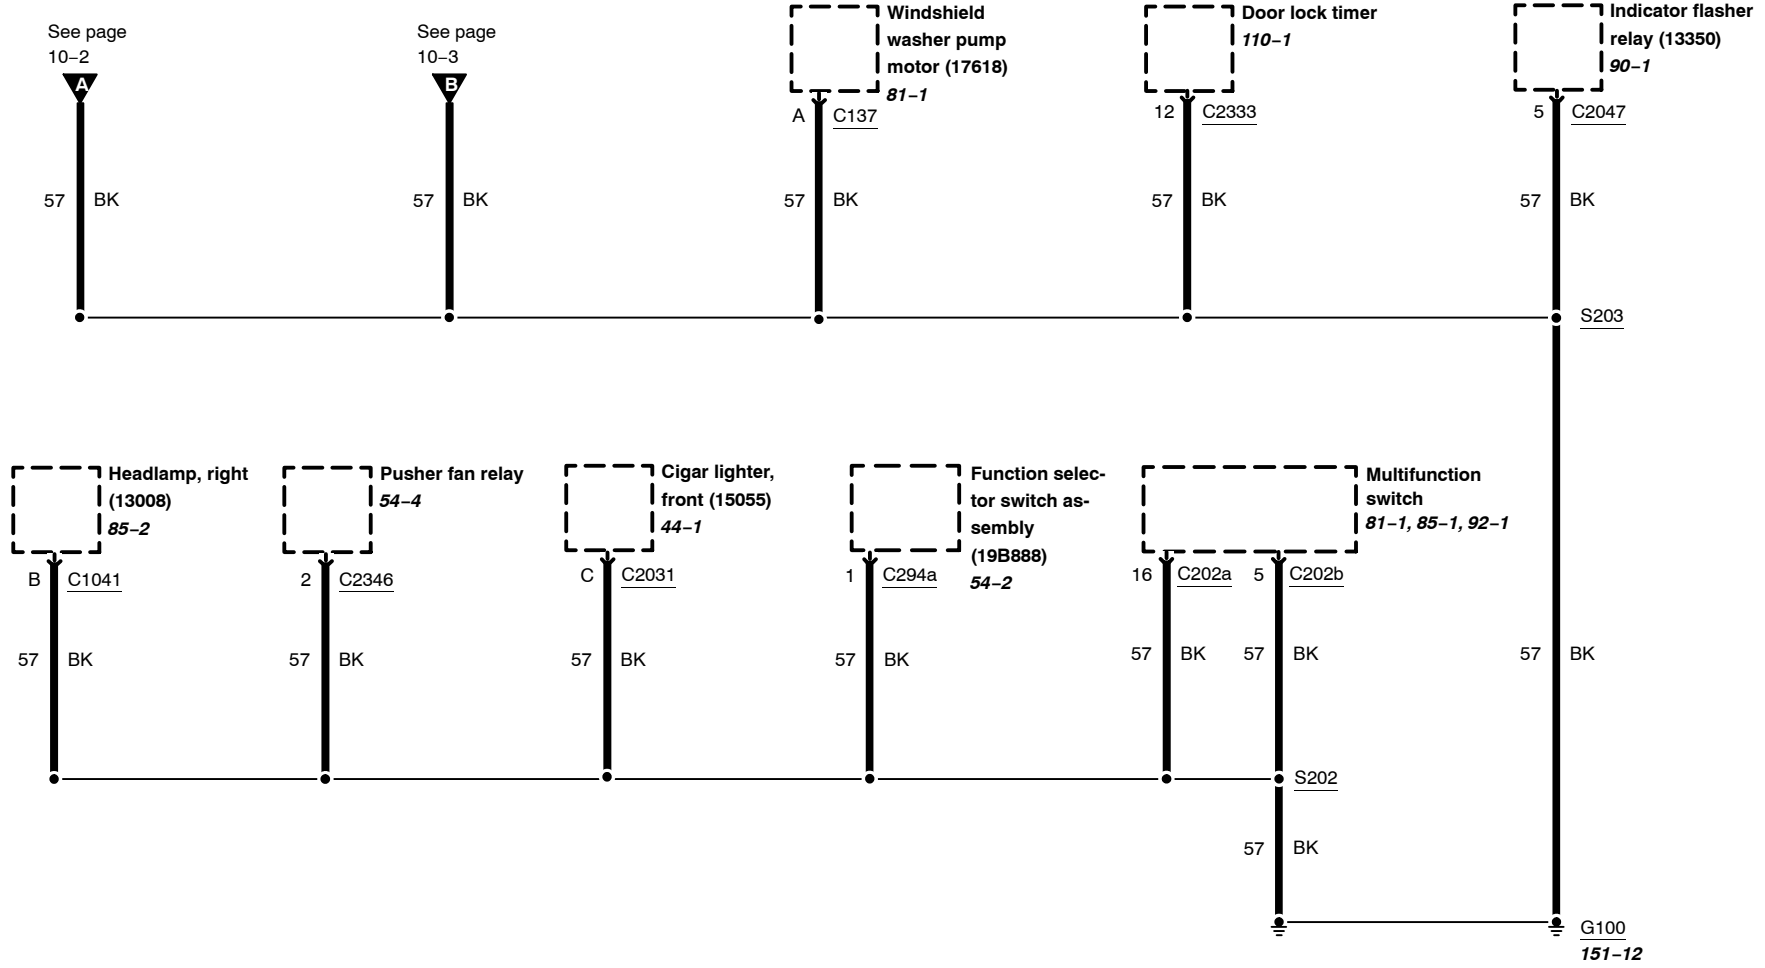 See page
10–2
A
See page
10–3
B
Windshield
washer pump
motor (17618)
81–1
A C137
Door lock timer
110–1
12 C2333
Indicator flasher
relay (13350)
90–1
5 C2047
57 BK
57 BK
57 BK
57 BK
57 BK
S203
Headlamp, right
(13008)
85–2
B C1041
Pusher fan relay
54–4
2 C2346
Cigar lighter,
front (15055)
44–1
C C2031
Function selec-
tor switch as-
sembly
(19B888)
54–2
1 C294a
Multifunction
switch
81–1, 85–1, 92–1
16 C202a
5 C202b
57 BK
57 BK
57 BK
57 BK
57 BK
57 BK
57 BK
S202
57 BK
G100
151–12